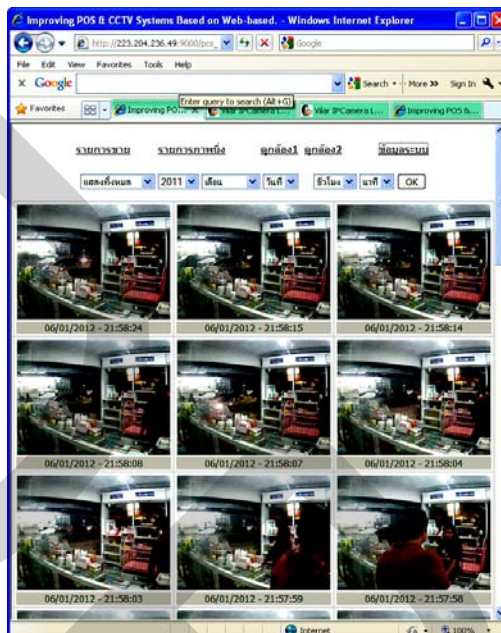 Improving POS & CCTV Systems Based on Web-based. - Windows Internet Explorer
http://223.204.236.49:9000/pcs_
Google
File Edit View Favorites Tools Help
x Google Search More >> Sign In
Enter query to search (Alt+G)
Favorites Improving PO... Vilar IPCamera L... Vilar IPCamera L... Improving POS &...
รายการขาย รายการภาพนิ่ง ดูกล้อง1 ดูกล้อง2 ข้อมูลระบบ
แสดงทั้งหมด 2011 เดือน วันที่ ชั่วโมง นาที OK
06/01/2012 - 21:58:24 06/01/2012 - 21:58:15 06/01/2012 - 21:58:14
06/01/2012 - 21:58:08 06/01/2012 - 21:58:07 06/01/2012 - 21:58:04
06/01/2012 - 21:58:03 06/01/2012 - 21:57:59 06/01/2012 - 21:57:58
Internet 100%